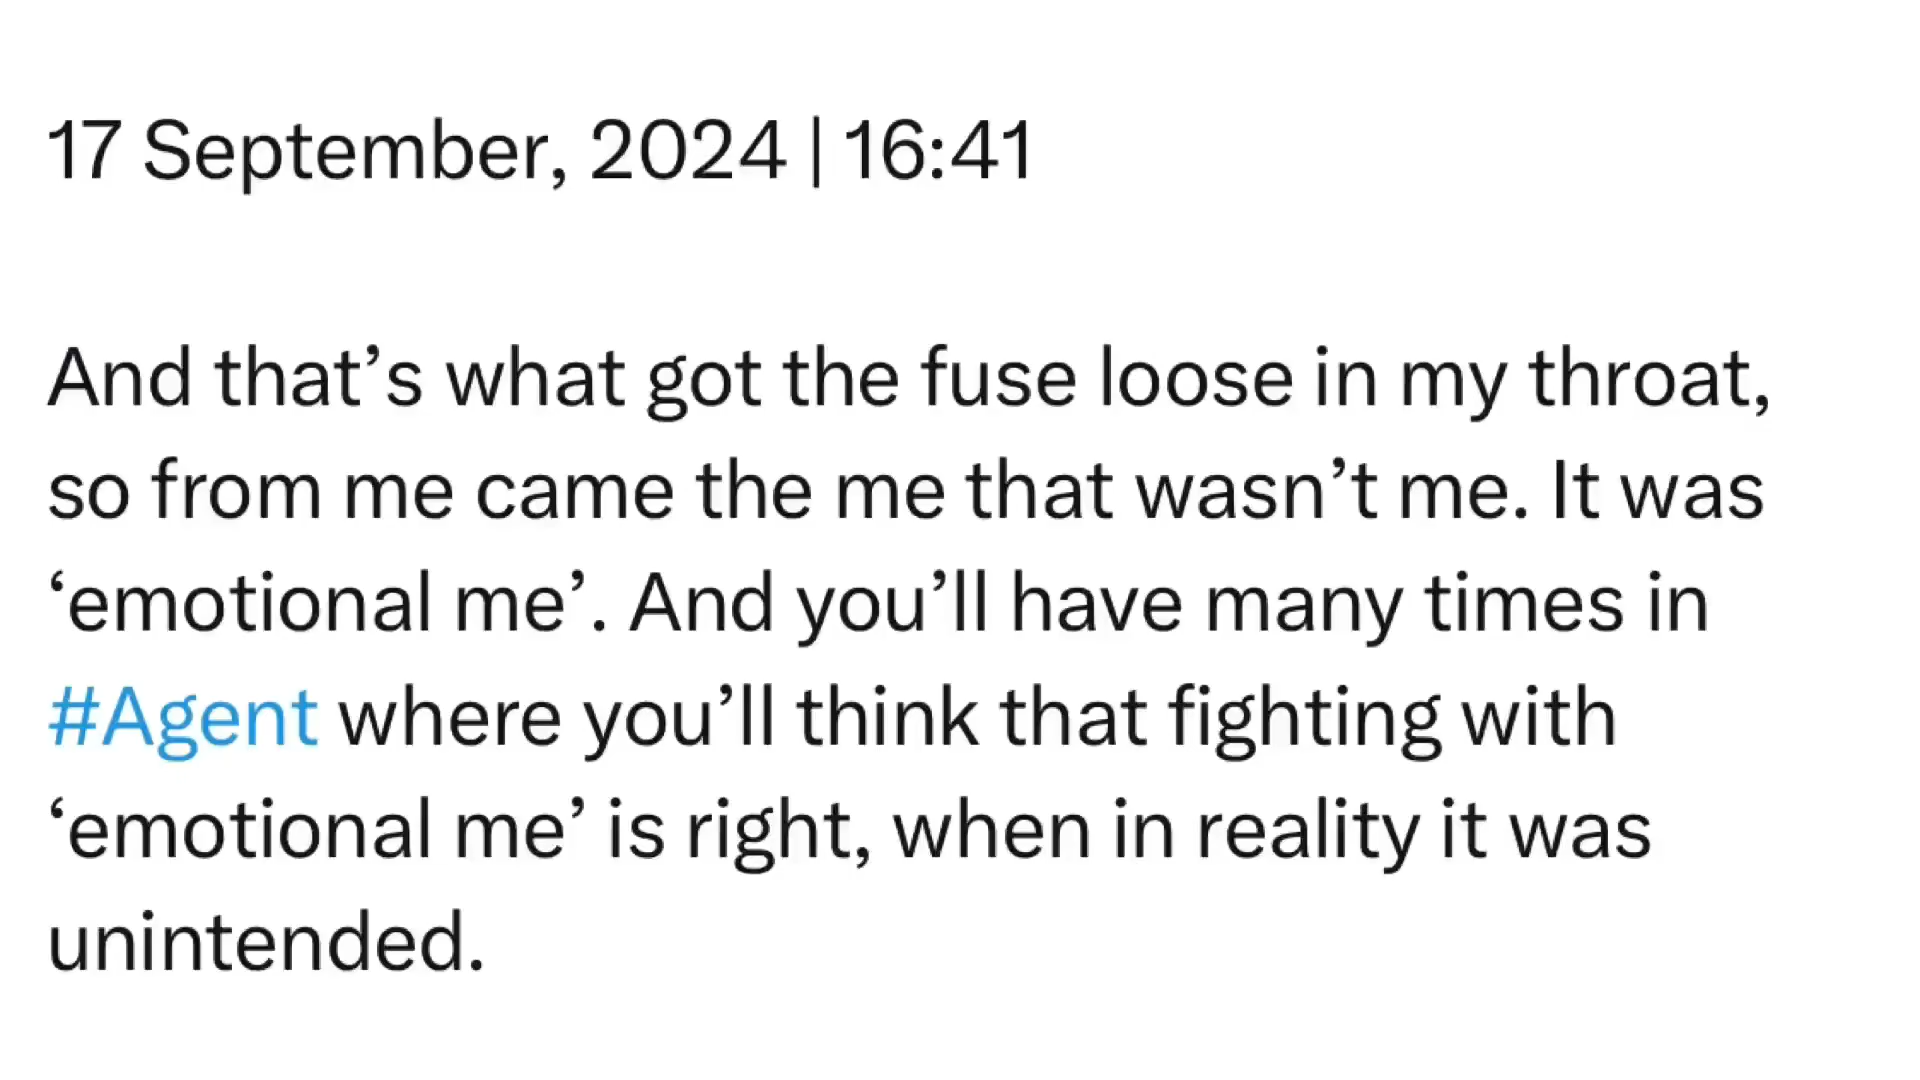 17 September, 2024 | 16:41
And that’s what got the fuse loose in my throat,
so from me came the me that wasn’t me. It was
‘emotional me’. And you’ll have many times in
#Agent where you’ll think that fighting with
‘emotional me’ is right, when in reality it was
unintended.